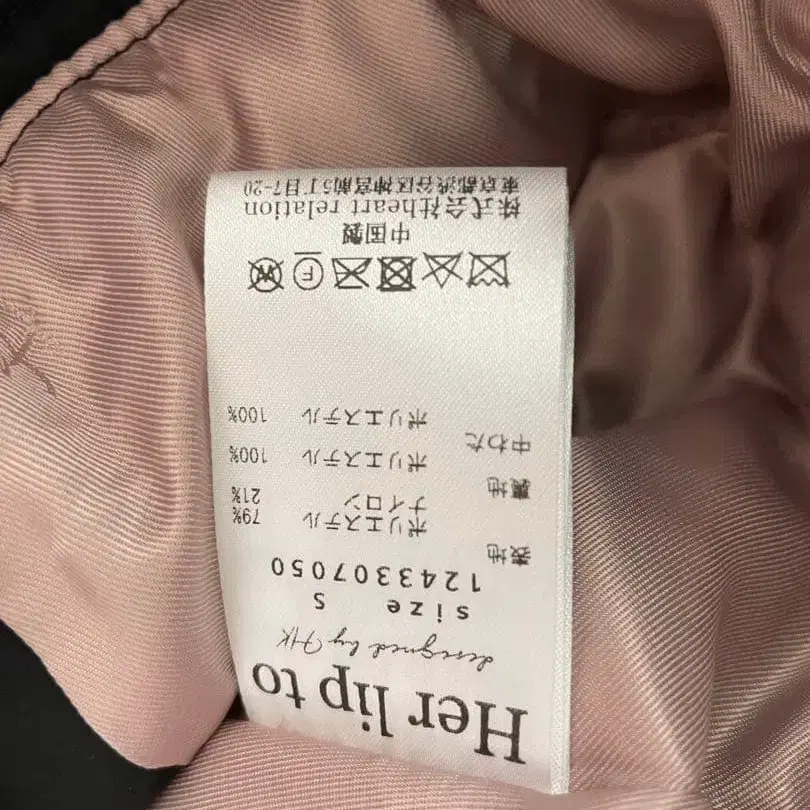 Her lip to
designed by HK
size S
1243307050
表地
ポリエステル 79%
ナイロン 21%
裏地
ポリエステル 100%
中わた
ポリエステル 100%
W F
中国製
株式会社heart relation
東京都渋谷区神宮前5丁目7-20